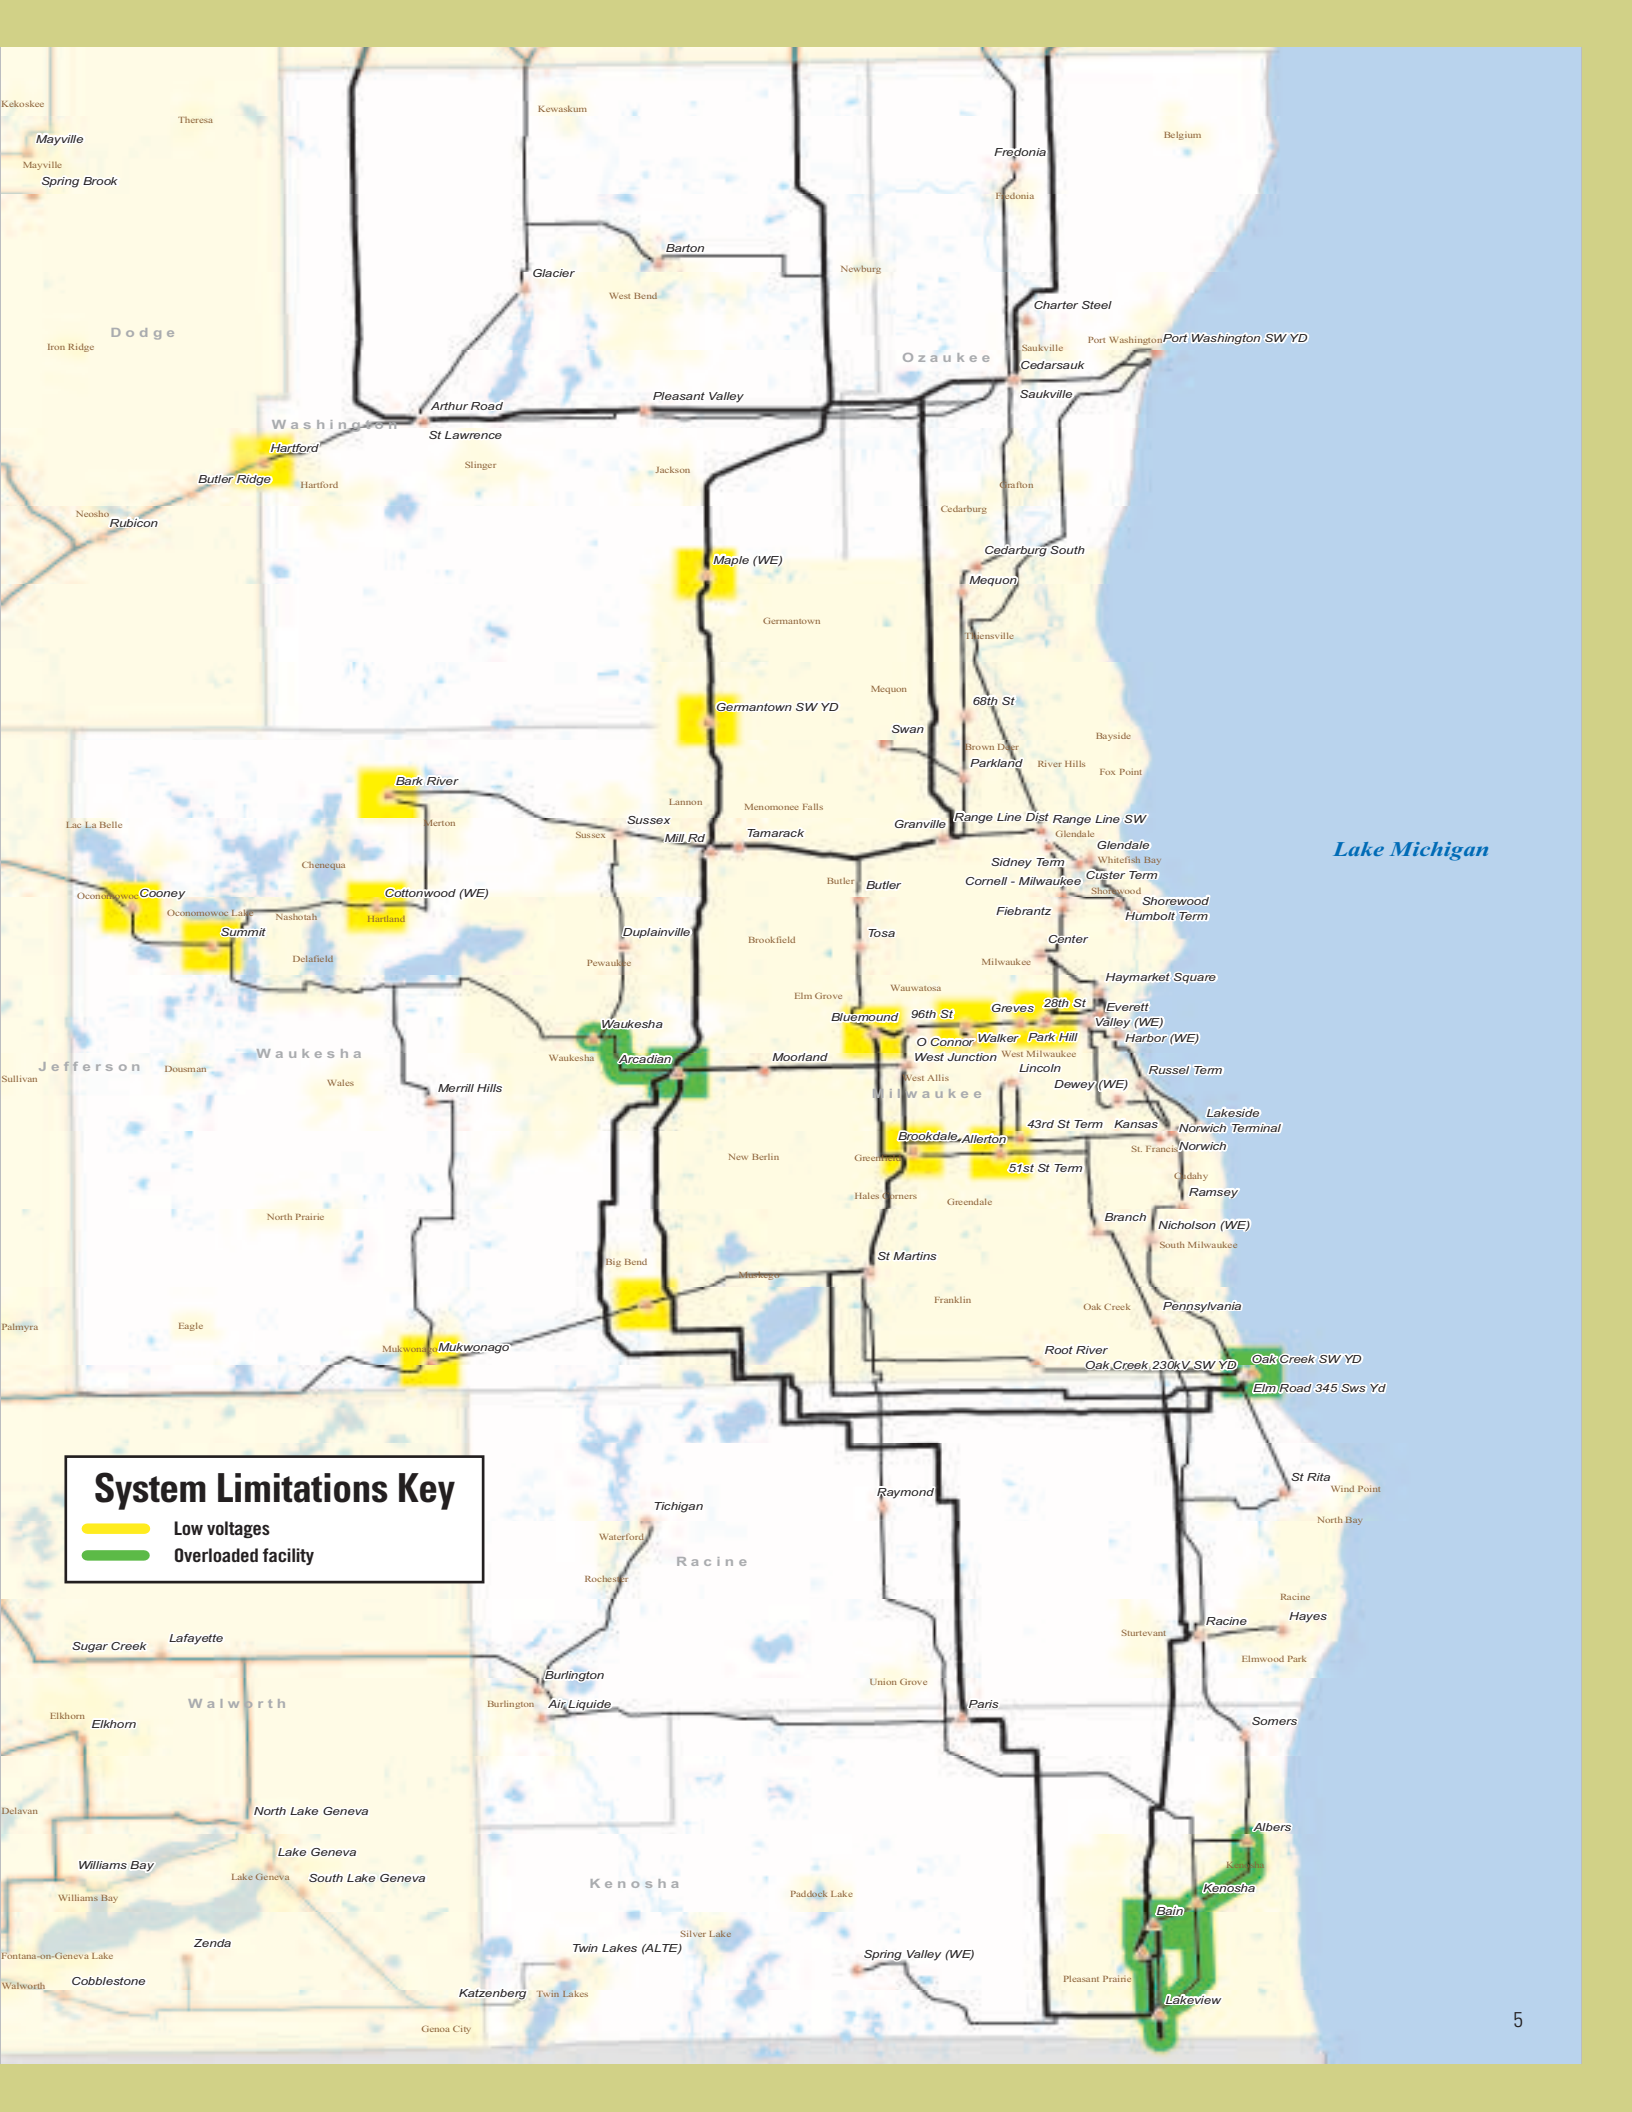 Kekoskee
Theresa
Kewaskum
Belgium
Mayville
Fredonia
Mayville
Spring Brook
Fredonia
Barton
Newburg
Glacier
West Bend
Charter Steel
Dodge
Iron Ridge
Saukville
Port Washington
Port Washington SW YD
Ozaukee
Cedarsauk
Saukville
Pleasant Valley
Arthur Road
Washington
St Lawrence
Hartford
Slinger
Jackson
Butler Ridge
Hartford
Grafton
Cedarburg
Neosho
Rubicon
Cedarburg South
Maple (WE)
Mequon
Germantown
Thiensville
Mequon
68th St
Germantown SW YD
Swan
Bayside
Brown Deer
Parkland
River Hills
Fox Point
Bark River
Lannon
Menomonee Falls
Lac La Belle
Merton
Sussex
Sussex
Mill Rd
Tamarack
Granville
Range Line Dist
Range Line SW
Glendale
Glendale
Lake Michigan
Chenequa
Sidney Term
Whitefish Bay
Custer Term
Butler
Butler
Cornell - Milwaukee
Shorewood
Oconomowoc
Cooney
Cottonwood (WE)
Shorewood
Oconomowoc Lake
Nashotah
Hartland
Fiebrantz
Humbolt Term
Summit
Duplainville
Brookfield
Tosa
Center
Delafield
Pewaukee
Milwaukee
Haymarket Square
Elm Grove
Wauwatosa
Greves
28th St
Everett
Bluemound
96th St
Valley (WE)
Waukesha
O Connor
Walker
Park Hill
Harbor (WE)
Waukesha
Jefferson
Waukesha
Arcadian
Moorland
West Junction
West Milwaukee
Dousman
Lincoln
Russel Term
Sullivan
Wales
West Allis
Dewey (WE)
Merrill Hills
Milwaukee
Lakeside
43rd St Term
Kansas
Norwich Terminal
Brookdale
Allerton
Norwich
New Berlin
Greenfield
St. Francis
51st St Term
Cudahy
Hales Corners
Greendale
Ramsey
North Prairie
Branch
Nicholson (WE)
South Milwaukee
St Martins
Big Bend
Muskego
Franklin
Oak Creek
Pennsylvania
Palmyra
Eagle
Mukwonago
Mukwonago
Root River
Oak Creek 230kV SW YD
Oak Creek SW YD
Elm Road 345 Sws Yd
System Limitations Key
Low voltages
Overloaded facility
St Rita
Wind Point
Raymond
Tichigan
North Bay
Waterford
Racine
Rochester
Racine
Racine
Hayes
Sturtevant
Sugar Creek
Lafayette
Elmwood Park
Burlington
Union Grove
Walworth
Burlington
Air Liquide
Paris
Elkhorn
Elkhorn
Somers
Delavan
North Lake Geneva
Albers
Lake Geneva
Williams Bay
Kenosha
Lake Geneva
South Lake Geneva
Kenosha
Kenosha
Williams Bay
Paddock Lake
Bain
Silver Lake
Zenda
Twin Lakes (ALTE)
Spring Valley (WE)
Fontana-on-Geneva Lake
Walworth
Cobblestone
Pleasant Prairie
Katzenberg
Twin Lakes
Lakeview
Genoa City
5